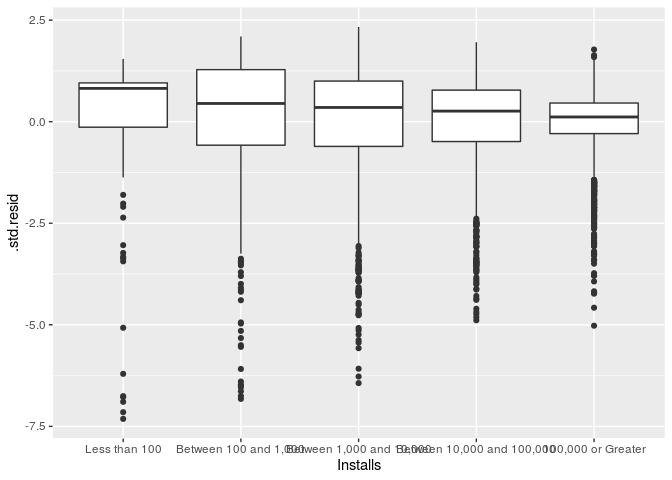 2.5
0.0
-2.5
-5.0
-7.5
.std.resid
Less than 100
Between 100 and 1,000
Between 1,000 and 10,000
Between 10,000 and 100,000
100,000 or Greater
Installs